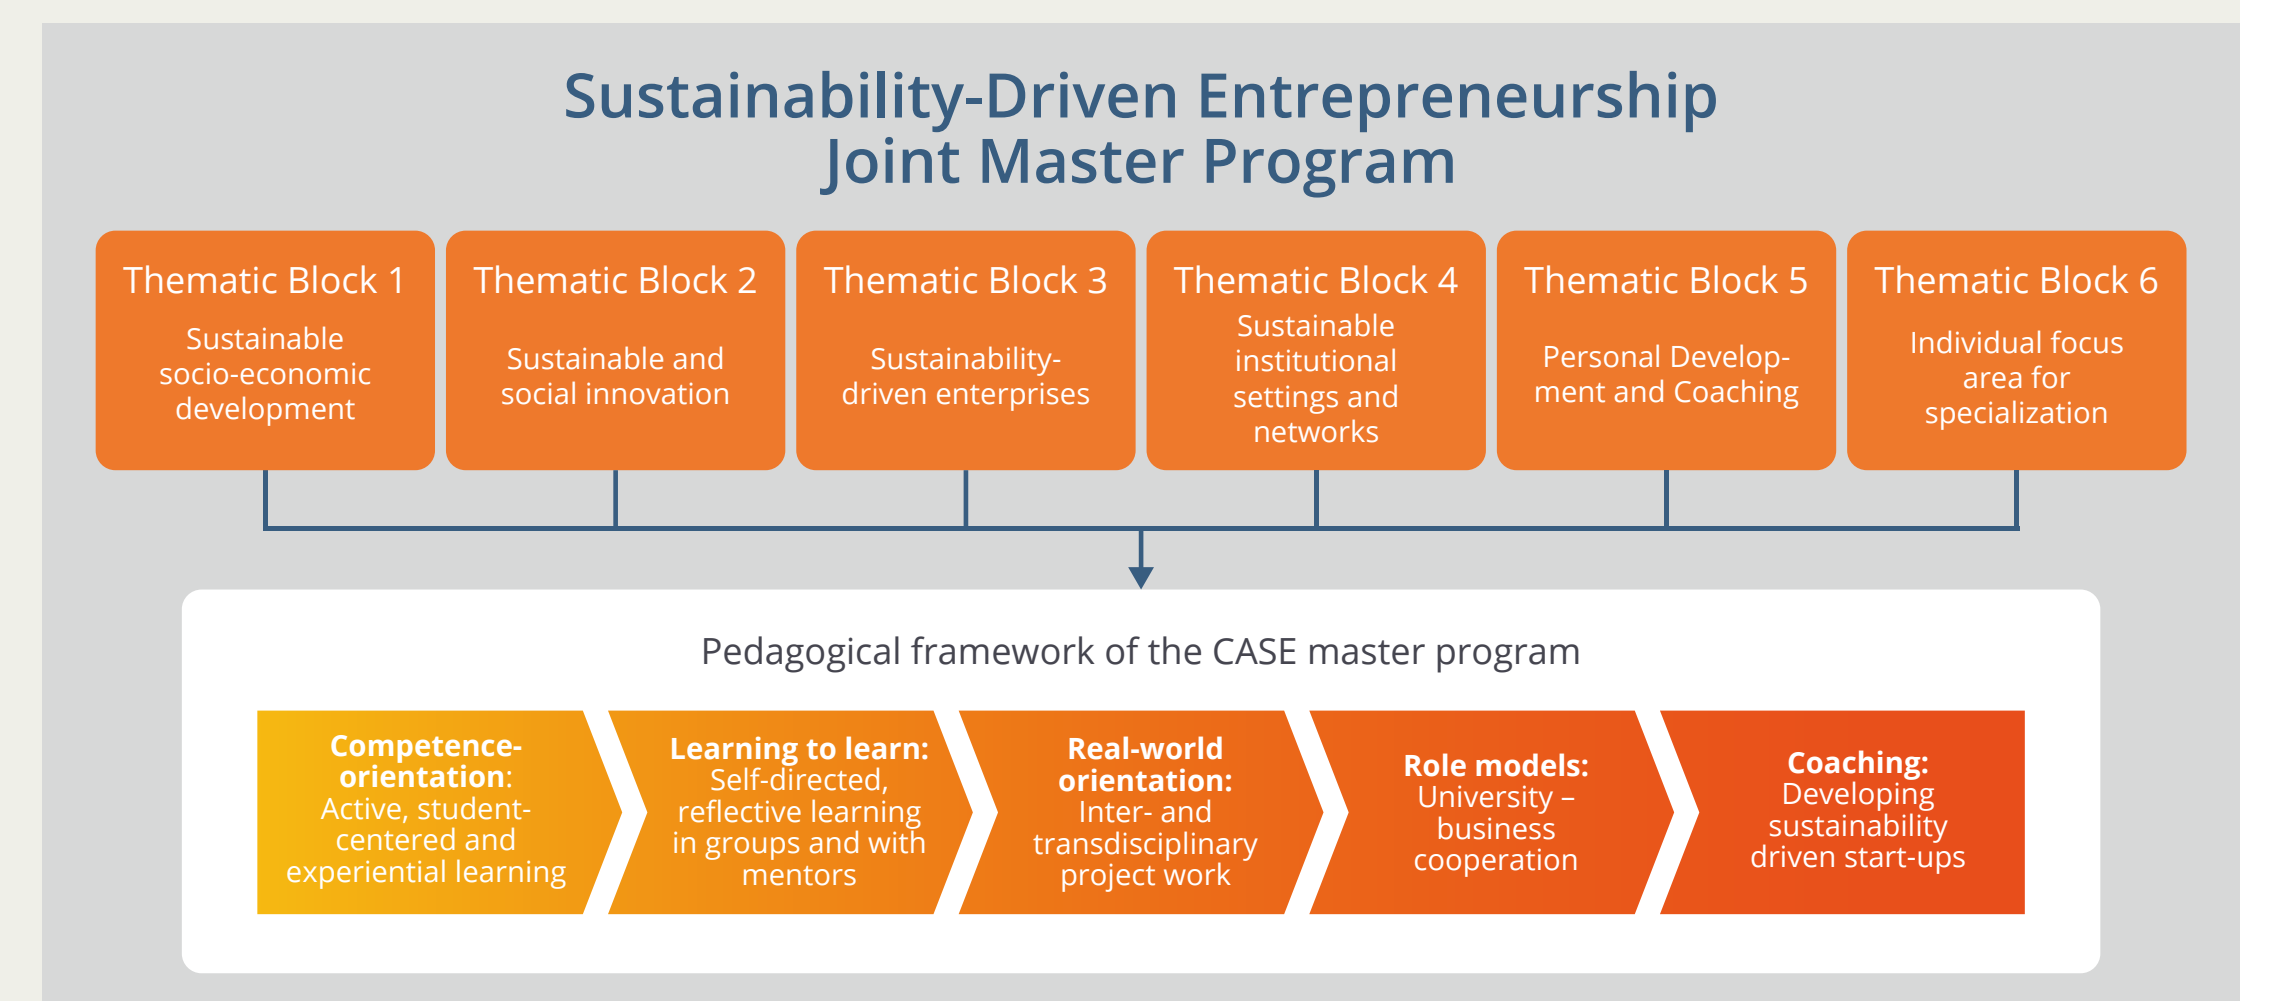 Sustainability-Driven Entrepreneurship
Joint Master Program
Thematic Block 1
Sustainable
socio-economic
development
Thematic Block 2
Sustainable and
social innovation
Thematic Block 3
Sustainability-
driven enterprises
Thematic Block 4
Sustainable
institutional
settings and
networks
Thematic Block 5
Personal Develop-
ment and Coaching
Thematic Block 6
Individual focus
area for
specialization
Pedagogical framework of the CASE master program
Competence-
orientation:
Active, student-
centered and
experiential learning
Learning to learn:
Self-directed,
reflective learning
in groups and with
mentors
Real-world
orientation:
Inter- and
transdisciplinary
project work
Role models:
University –
business
cooperation
Coaching:
Developing
sustainability
driven start-ups